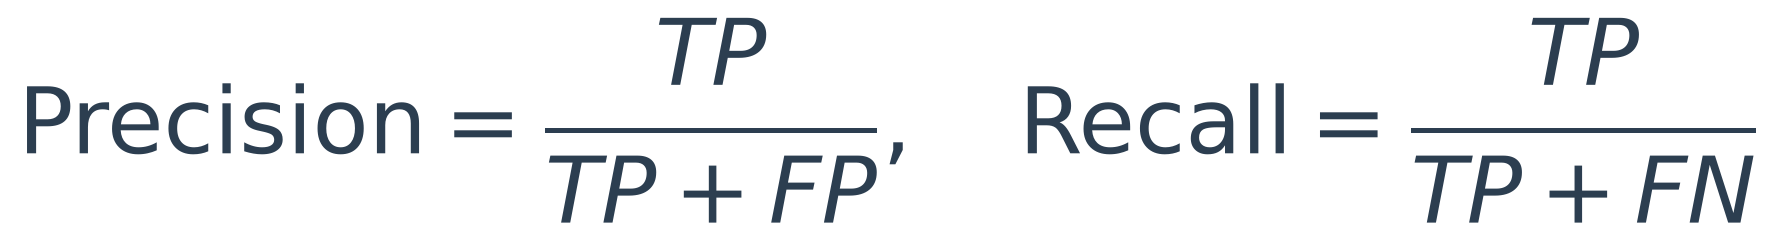 Precision = TP / (TP + FP), Recall = TP / (TP + FN)